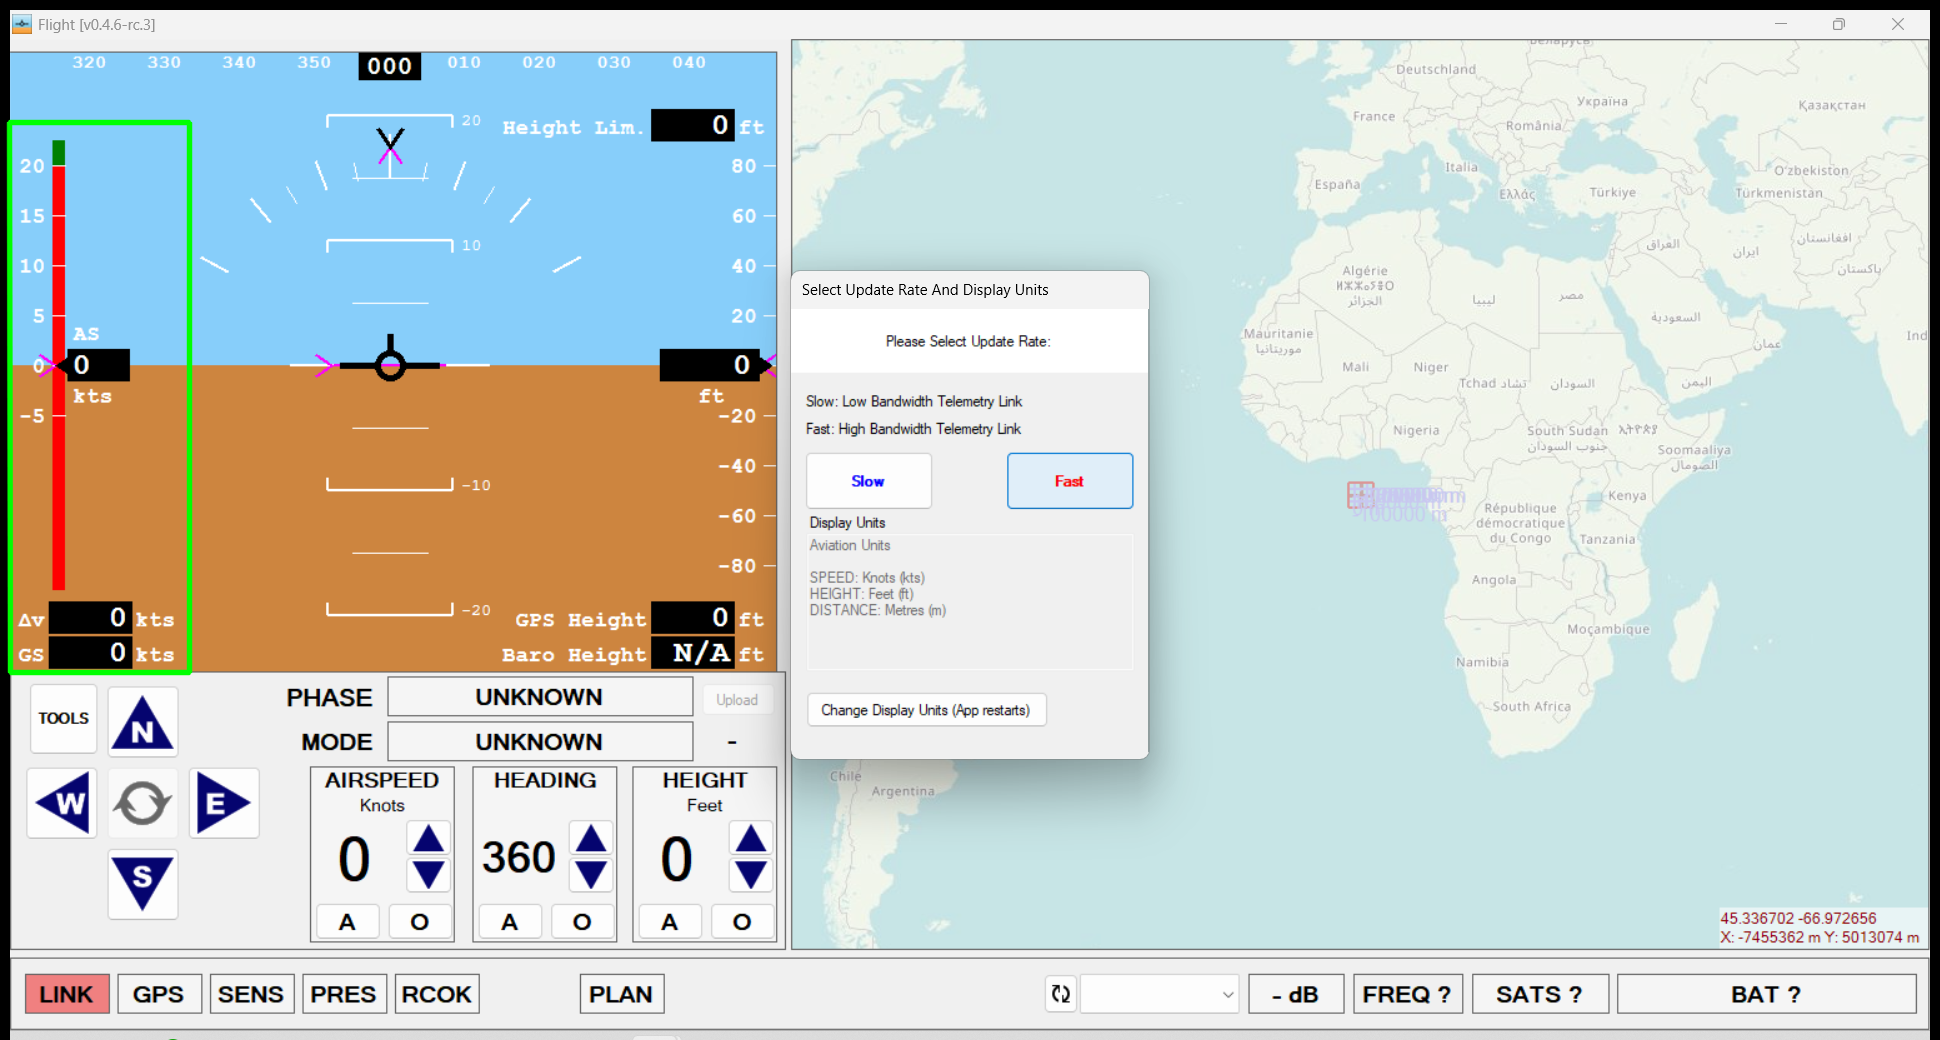 Flight [v0.4.6-rc.3]
320 330 340 350 000 010 020 030 040
20
Height Lim. 0 ft
20
15
10
5
0
-5
AS
0
kts
Δv 0 kts
GS 0 kts
10
-10
-20
80
60
40
20
0
ft
-20
-40
-60
-80
GPS Height 0 ft
Baro Height N/A ft
TOOLS
N
W
E
S
PHASE UNKNOWN Upload
MODE UNKNOWN -
AIRSPEED
Knots
0
A O
HEADING
360
A O
HEIGHT
Feet
0
A O
Select Update Rate And Display Units
Please Select Update Rate:
Slow: Low Bandwidth Telemetry Link
Fast: High Bandwidth Telemetry Link
Slow Fast
Display Units
Aviation Units
SPEED: Knots (kts)
HEIGHT: Feet (ft)
DISTANCE: Metres (m)
Change Display Units (App restarts)
Беларусь
Deutschland
Україна
Қазақстан
France
România
Italia
O'zbekiston
España
Ελλάς
Türkiye
Türkmenistan
العراق
ایران
افغانستان
پاکستان
Algérie
ⵍⵣⵣⴰⵢⴻⵔ
الجزائر
ليبيا
مصر
السعودية
Mauritanie
موريتانيا
عمان
Ind
Mali
Niger
Tchad تشاد
السودان
اليمن
Nigeria
South Sudan
جنوب السودان
ኢትዮጵያ
Soomaaliya
الصومال
100000 m
Kenya
République
démocratique
du Congo
Tanzania
Angola
Moçambique
Namibia
South Africa
Chile
Argentina
45.336702 -66.972656
X: -7455362 m Y: 5013074 m
LINK GPS SENS PRES RCOK PLAN - dB FREQ ? SATS ? BAT ?